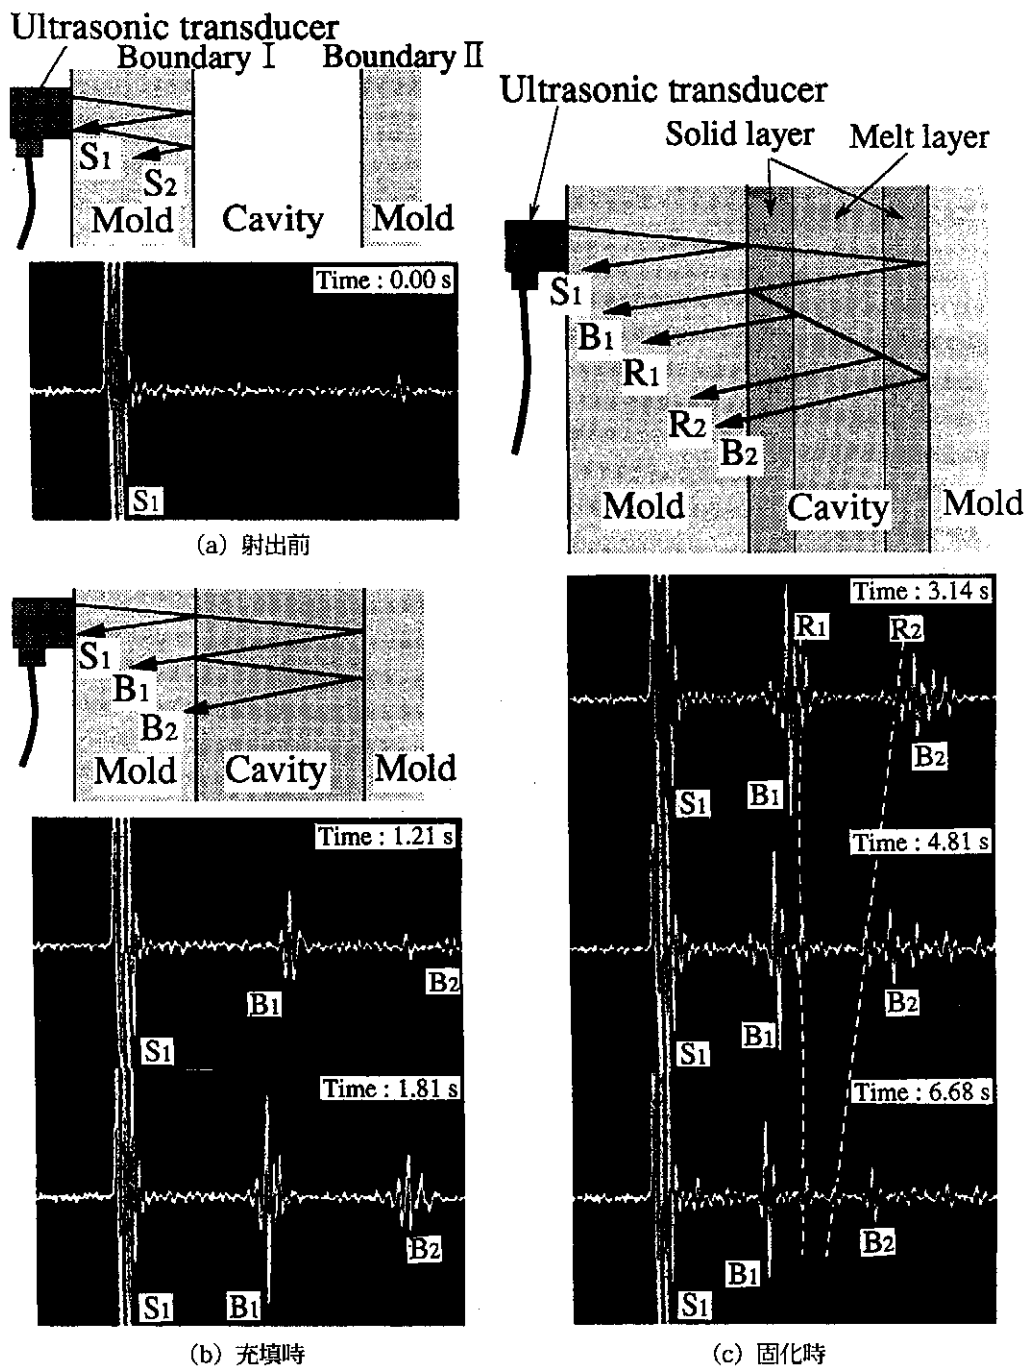 Ultrasonic transducer
Boundary I
Boundary II
S1
S2
Mold
Cavity
Mold
Time : 0.00 s
S1
(a) 射出前
S1
B1
B2
Mold
Cavity
Mold
Time : 1.21 s
B1
B2
S1
Time : 1.81 s
B2
S1
B1
(b) 充填時
Ultrasonic transducer
Solid layer
Melt layer
S1
B1
R1
R2
B2
Mold
Cavity
Mold
Time : 3.14 s
R1
R2
B2
S1
B1
Time : 4.81 s
B2
B1
S1
Time : 6.68 s
B2
B1
S1
(c) 固化時